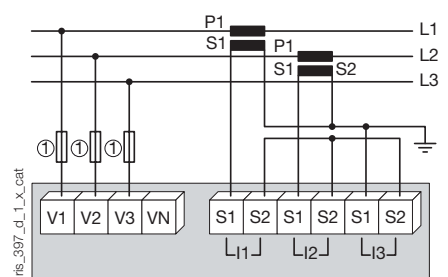 P1 L1
S1 P1 L2
S1 S2 L3
① ① ①
V1 V2 V3 VN S1 S2 S1 S2 S1 S2
I1 I2 I3
ris_397_d_1_x_cat